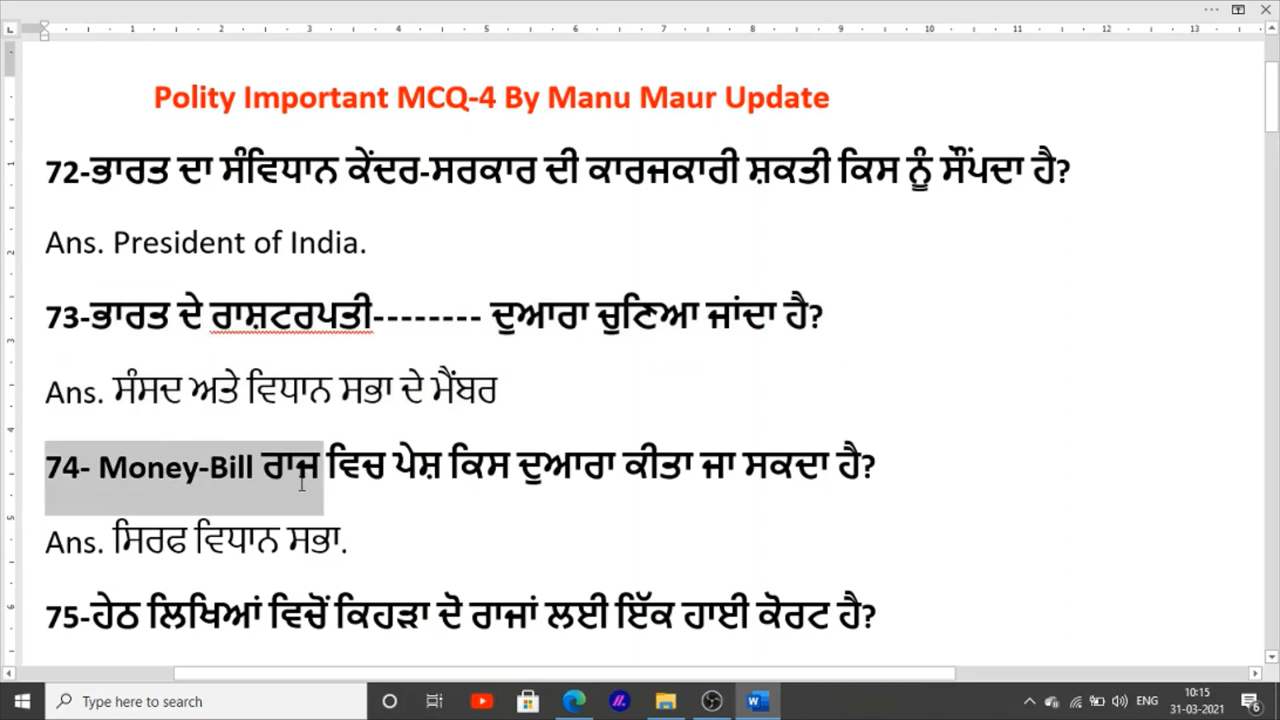 Polity Important MCQ-4 By Manu Maur Update
72-ਭਾਰਤ ਦਾ ਸੰਵਿਧਾਨ ਕੇਂਦਰ-ਸਰਕਾਰ ਦੀ ਕਾਰਜਕਾਰੀ ਸ਼ਕਤੀ ਕਿਸ ਨੂੰ ਸੌਂਪਦਾ ਹੈ?
Ans. President of India.
73-ਭਾਰਤ ਦੇ ਰਾਸ਼ਟਰਪਤੀ-------- ਦੁਆਰਾ ਚੁਣਿਆ ਜਾਂਦਾ ਹੈ?
Ans. ਸੰਸਦ ਅਤੇ ਵਿਧਾਨ ਸਭਾ ਦੇ ਮੈਂਬਰ
74- Money-Bill ਰਾਜ ਵਿਚ ਪੇਸ਼ ਕਿਸ ਦੁਆਰਾ ਕੀਤਾ ਜਾ ਸਕਦਾ ਹੈ?
Ans. ਸਿਰਫ ਵਿਧਾਨ ਸਭਾ.
75-ਹੇਠ ਲਿਖਿਆਂ ਵਿਚੋਂ ਕਿਹੜਾ ਦੋ ਰਾਜਾਂ ਲਈ ਇੱਕ ਹਾਈ ਕੋਰਟ ਹੈ?
Type here to search
ENG
10:15
31-03-2021
6